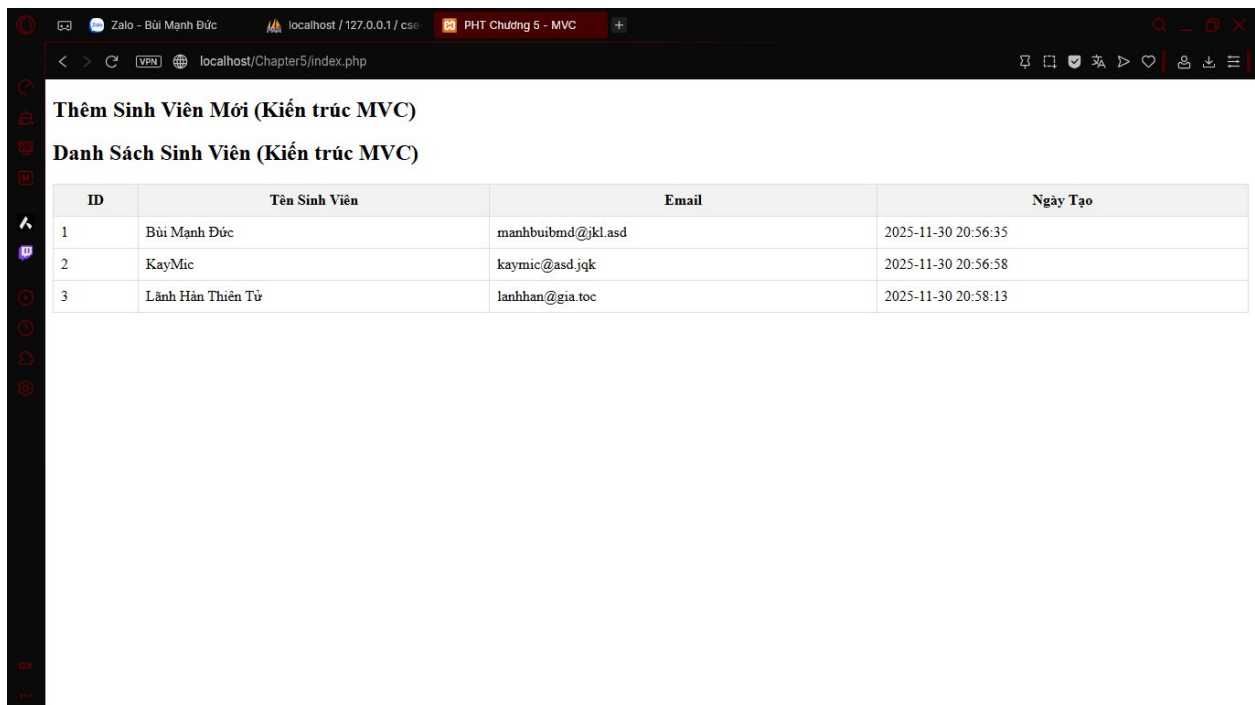 Zalo - Bùi Mạnh Đức
localhost / 127.0.0.1 / cse
PHT Chương 5 - MVC
VPN localhost/Chapter5/index.php
Thêm Sinh Viên Mới (Kiến trúc MVC)
Danh Sách Sinh Viên (Kiến trúc MVC)
ID Tên Sinh Viên Email Ngày Tạo
1 Bùi Mạnh Đức manhbuibmd@jkl.asd 2025-11-30 20:56:35
2 KayMic kaymic@asd.jqk 2025-11-30 20:56:58
3 Lãnh Hàn Thiên Tử lanhhan@gia.toc 2025-11-30 20:58:13
GX